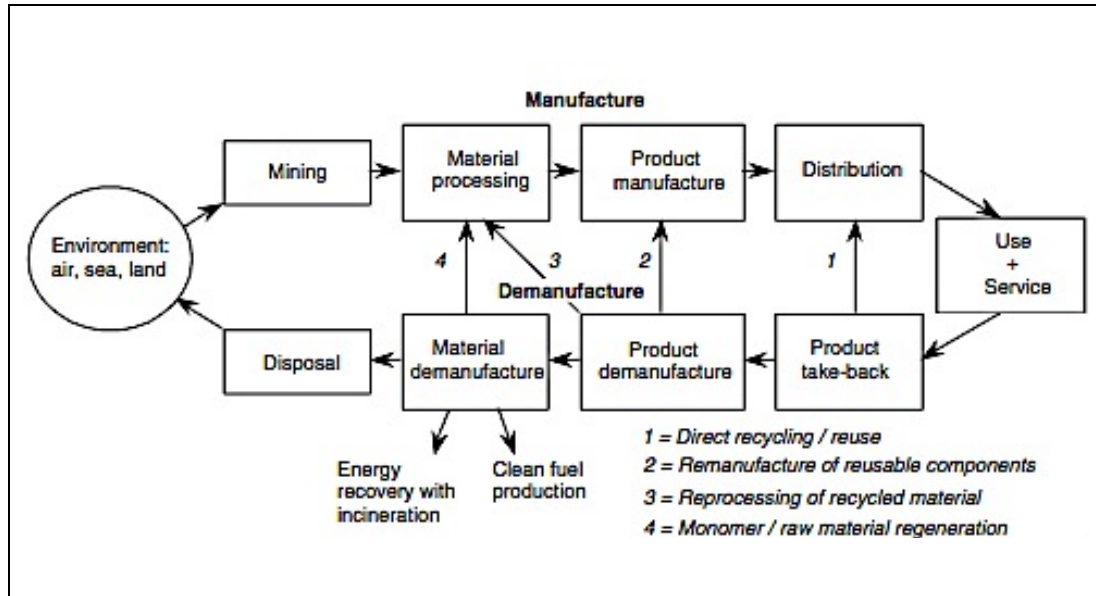 Manufacture
Mining
Material
processing
Product
manufacture
Distribution
Environment:
air, sea, land
Use
+
Service
4
3
2
1
Demanufacture
Disposal
Material
demanufacture
Product
demanufacture
Product
take-back
Energy
recovery with
incineration
Clean fuel
production
1 = Direct recycling / reuse
2 = Remanufacture of reusable components
3 = Reprocessing of recycled material
4 = Monomer / raw material regeneration